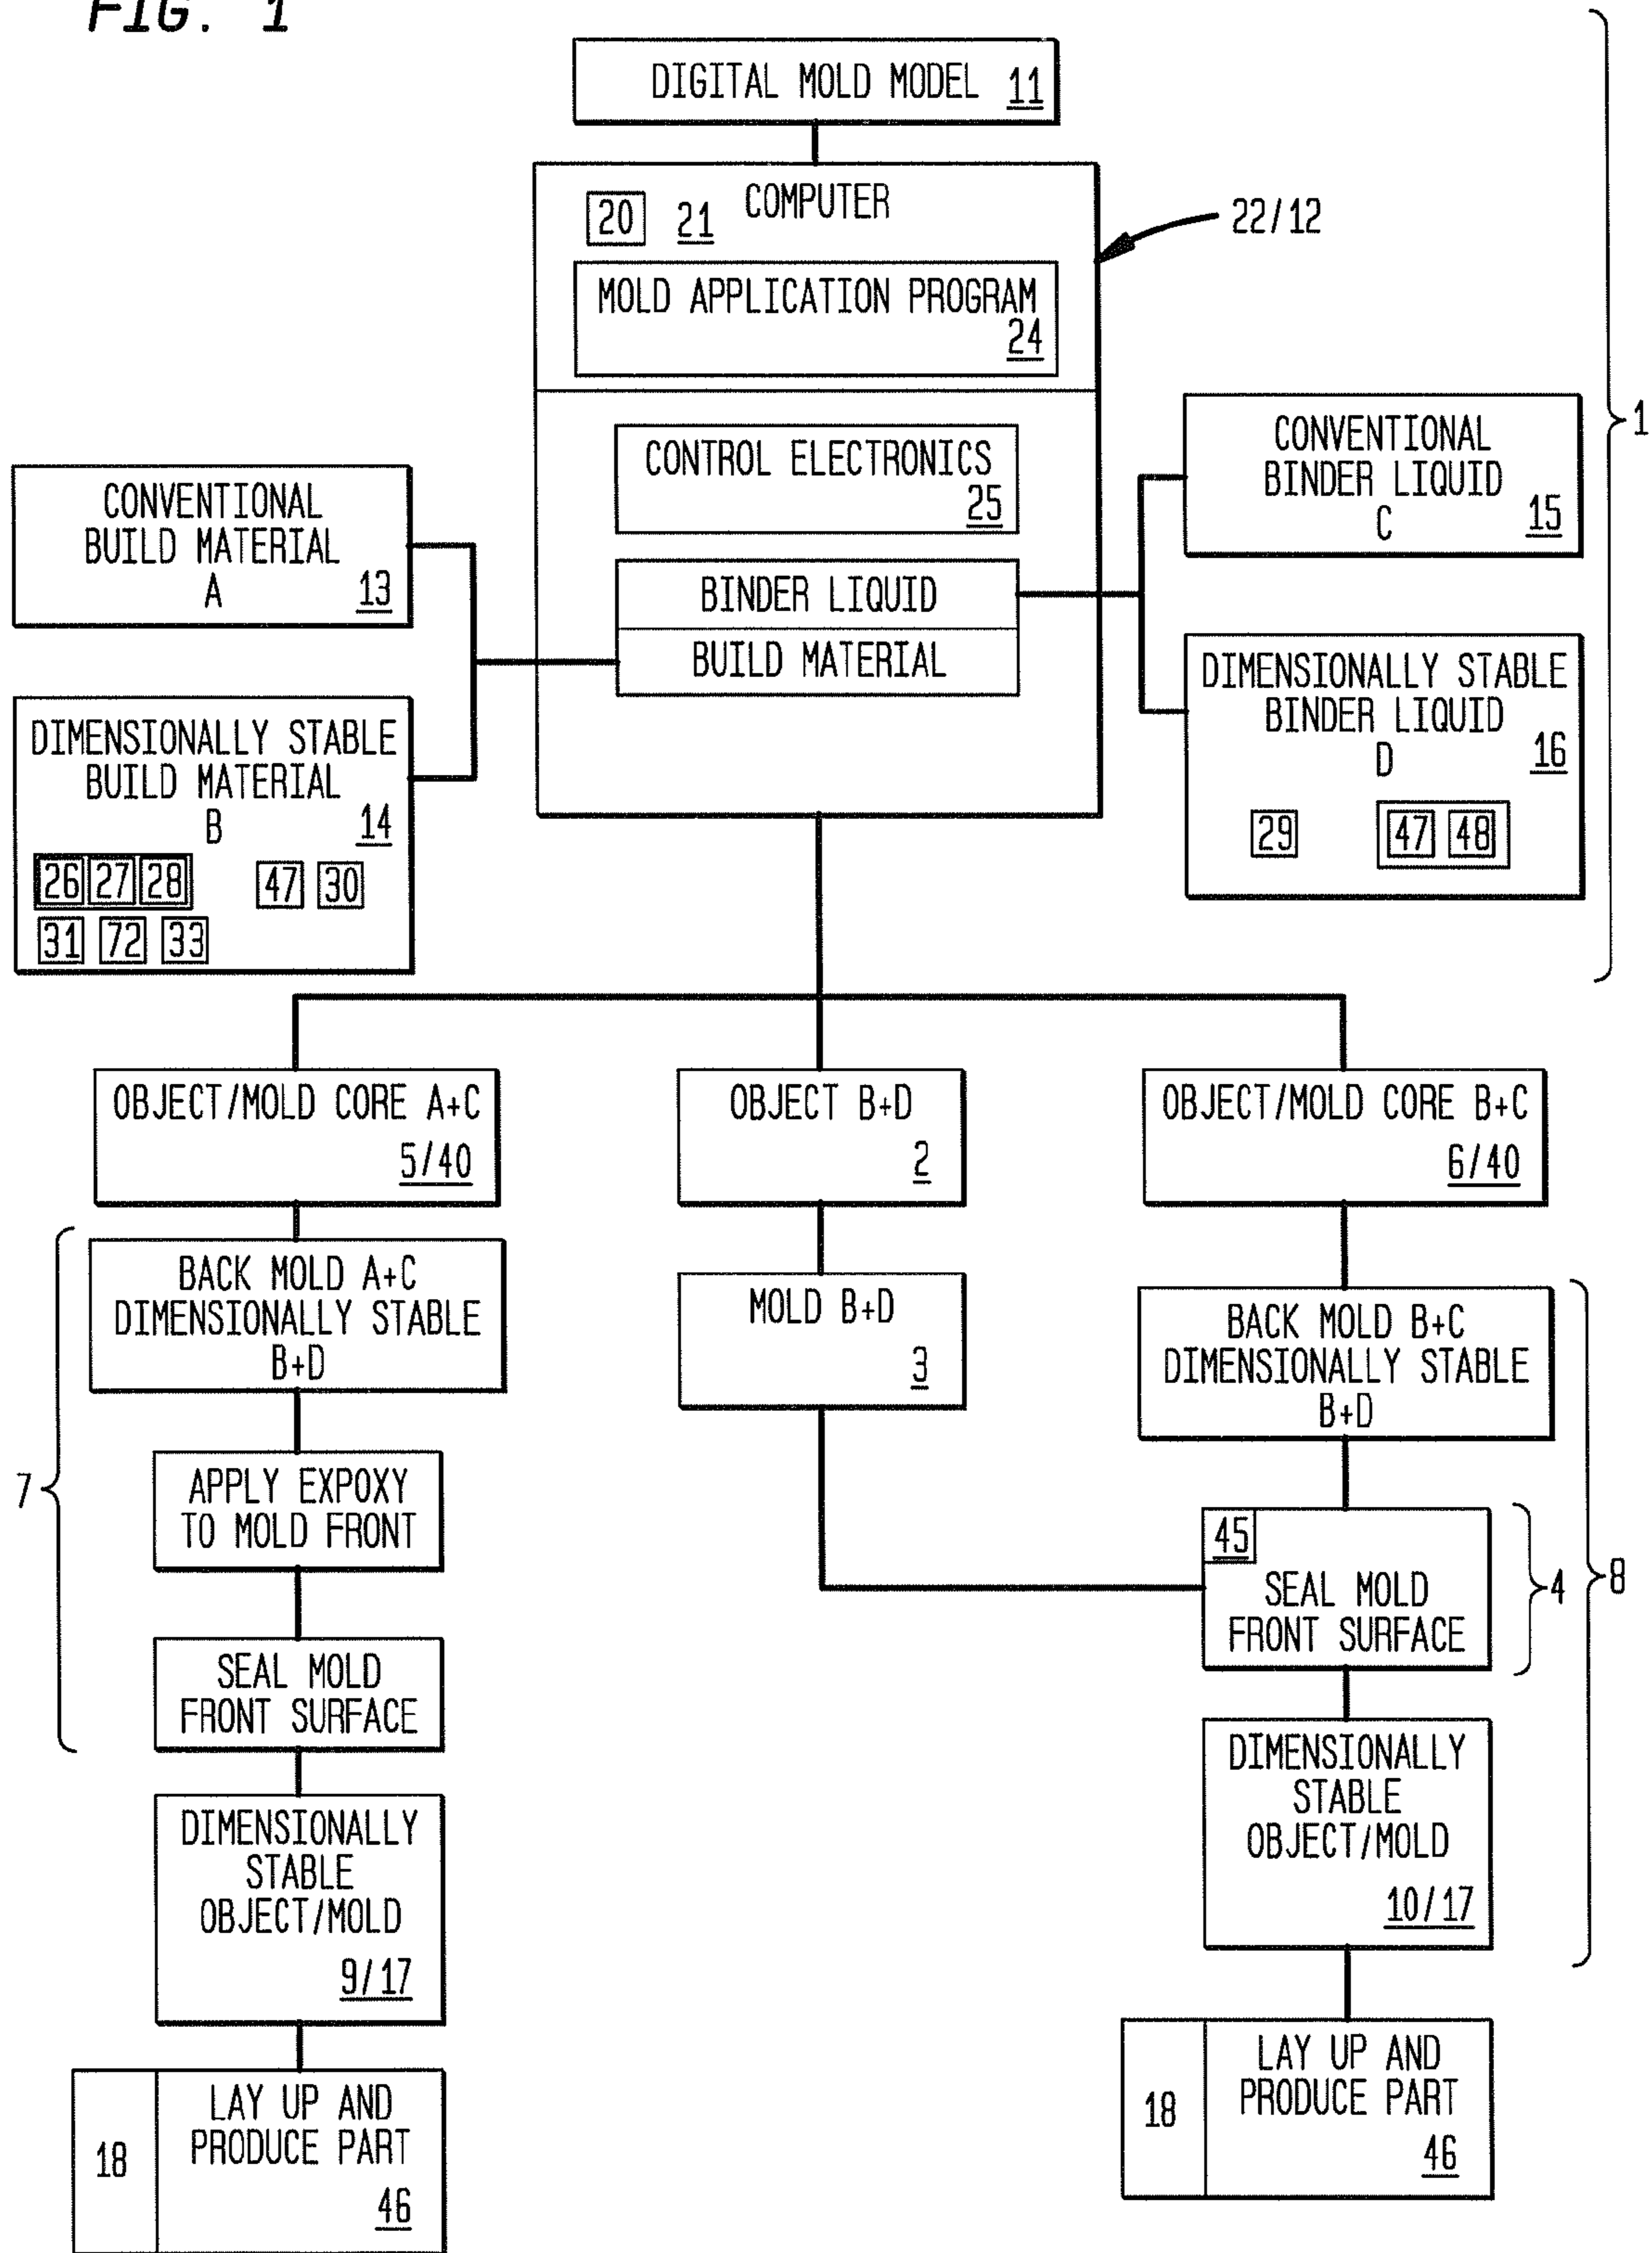 FIG. 1
DIGITAL MOLD MODEL 11
20 21 COMPUTER
22/12
MOLD APPLICATION PROGRAM
24
1
CONTROL ELECTRONICS
25
CONVENTIONAL
BINDER LIQUID
C 15
CONVENTIONAL
BUILD MATERIAL
A 13
BINDER LIQUID
BUILD MATERIAL
DIMENSIONALLY STABLE
BINDER LIQUID
D 16
29 47 48
DIMENSIONALLY STABLE
BUILD MATERIAL
B 14
26 27 28 47 30
31 72 33
OBJECT/MOLD CORE A+C
5/40
OBJECT B+D
2
OBJECT/MOLD CORE B+C
6/40
BACK MOLD A+C
DIMENSIONALLY STABLE
B+D
MOLD B+D
3
BACK MOLD B+C
DIMENSIONALLY STABLE
B+D
7
APPLY EXPOXY
TO MOLD FRONT
45
SEAL MOLD
FRONT SURFACE
4
8
SEAL MOLD
FRONT SURFACE
DIMENSIONALLY
STABLE
OBJECT/MOLD
10/17
DIMENSIONALLY
STABLE
OBJECT/MOLD
9/17
18
LAY UP AND
PRODUCE PART
46
18
LAY UP AND
PRODUCE PART
46